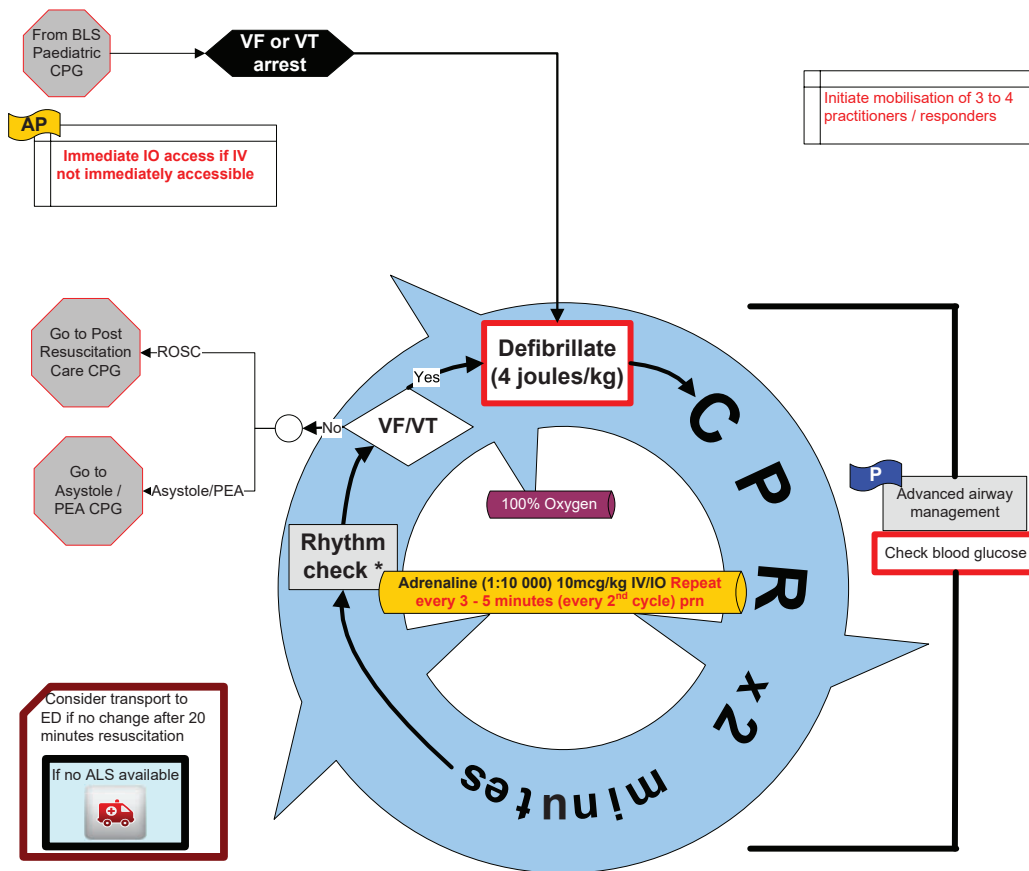 From BLS
Paediatric
CPG
VF or VT
arrest
Initiate mobilisation of 3 to 4
practitioners / responders
AP
Immediate IO access if IV
not immediately accessible
Go to Post
Resuscitation
Care CPG
ROSC
Defibrillate
(4 joules/kg)
Yes
VF/VT
No
Go to
Asystole /
PEA CPG
Asystole/PEA
100% Oxygen
CPR x2 minutes
P
Advanced airway
management
Check blood glucose
Rhythm
check *
Adrenaline (1:10 000) 10mcg/kg IV/IO Repeat
every 3 - 5 minutes (every 2nd cycle) prn
Consider transport to
ED if no change after 20
minutes resuscitation
If no ALS available